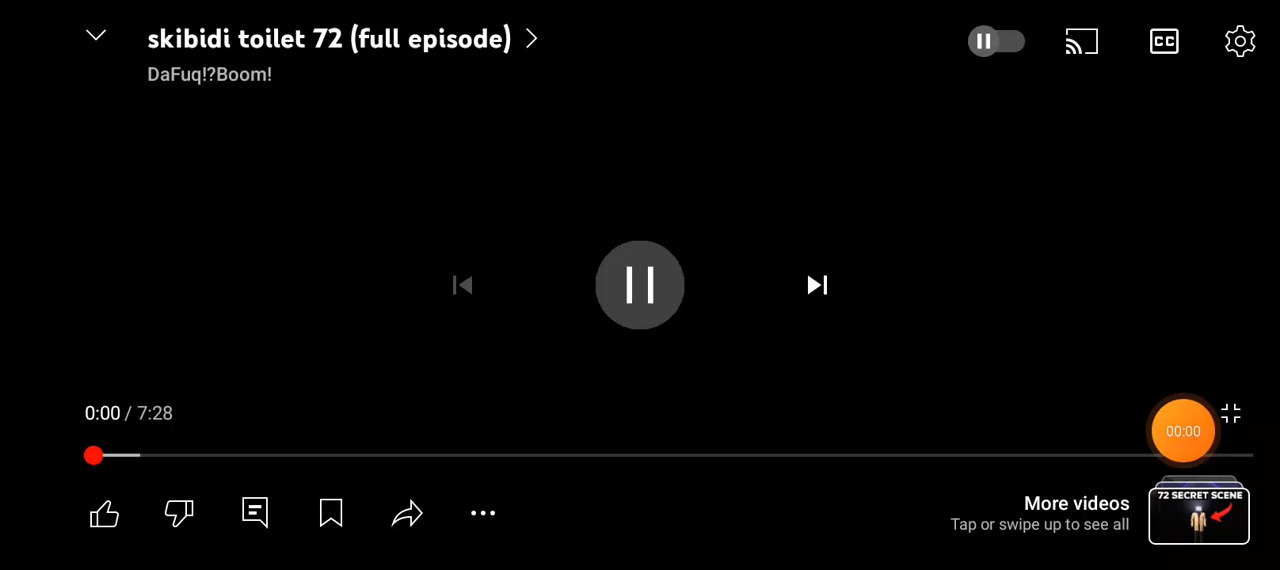 skibidi toilet 72 (full episode)
DaFuq!?Boom!
CC
0:00 / 7:28
00:00
More videos
Tap or swipe up to see all
72 SECRET SCENE